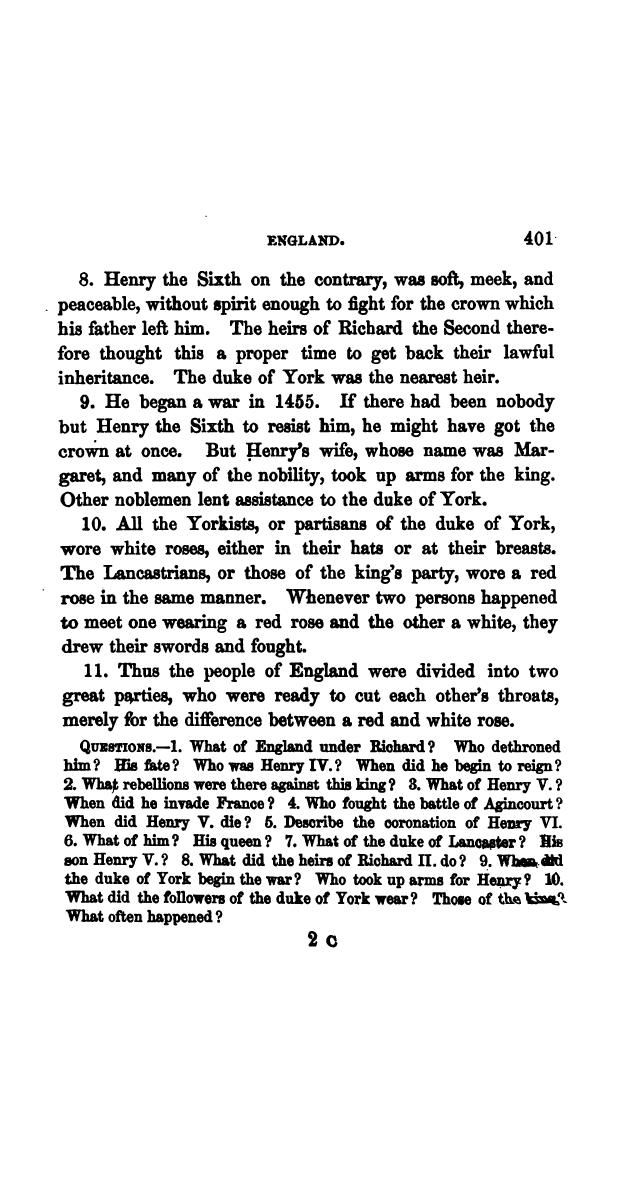 ENGLAND. 401
8. Henry the Sixth on the contrary, was soft, meek, and
peaceable, without spirit enough to fight for the crown which
his father left him. The heirs of Richard the Second there-
fore thought this a proper time to get back their lawful
inheritance. The duke of York was the nearest heir.
9. He began a war in 1455. If there had been nobody
but Henry the Sixth to resist him, he might have got the
crown at once. But Henry's wife, whose name was Mar-
garet, and many of the nobility, took up arms for the king.
Other noblemen lent assistance to the duke of York.
10. All the Yorkists, or partisans of the duke of York,
wore white roses, either in their hats or at their breasts.
The Lancastrians, or those of the king's party, wore a red
rose in the same manner. Whenever two persons happened
to meet one wearing a red rose and the other a white, they
drew their swords and fought.
11. Thus the people of England were divided into two
great parties, who were ready to cut each other's throats,
merely for the difference between a red and white rose.
QUESTIONS.—1. What of England under Richard? Who dethroned
him? His fate? Who was Henry IV.? When did he begin to reign?
2. What rebellions were there against this king? 3. What of Henry V.?
When did he invade France? 4. Who fought the battle of Agincourt?
When did Henry V. die? 5. Describe the coronation of Henry VI.
6. What of him? His queen? 7. What of the duke of Lancaster? His
son Henry V.? 8. What did the heirs of Richard II. do? 9. When did
the duke of York begin the war? Who took up arms for Henry? 10.
What did the followers of the duke of York wear? Those of the king?
What often happened?
2 C